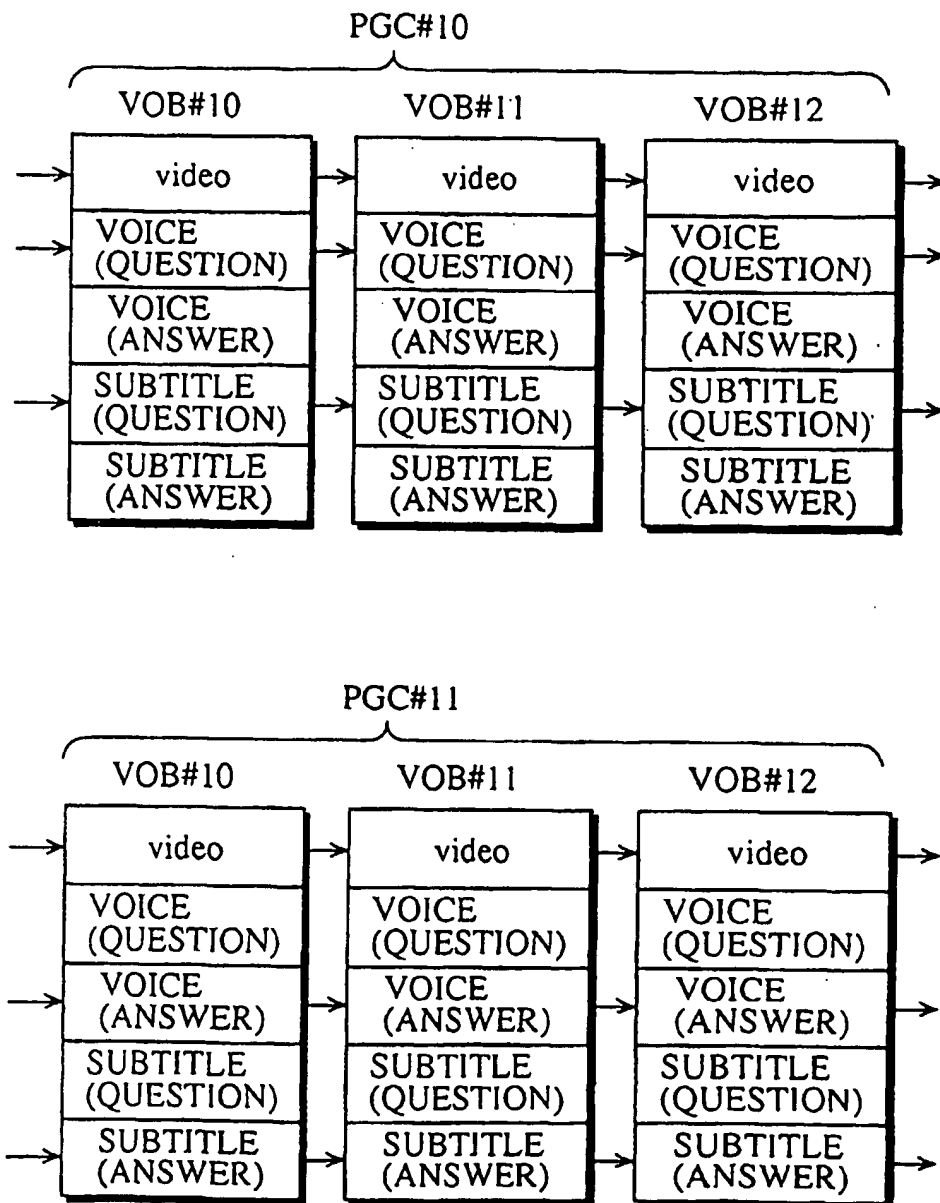 PGC#10
VOB#10 VOB#11 VOB#12
video video video
VOICE VOICE VOICE
(QUESTION) (QUESTION) (QUESTION)
VOICE VOICE VOICE
(ANSWER) (ANSWER) (ANSWER)
SUBTITLE SUBTITLE SUBTITLE
(QUESTION) (QUESTION) (QUESTION)
SUBTITLE SUBTITLE SUBTITLE
(ANSWER) (ANSWER) (ANSWER)
PGC#11
VOB#10 VOB#11 VOB#12
video video video
VOICE VOICE VOICE
(QUESTION) (QUESTION) (QUESTION)
VOICE VOICE VOICE
(ANSWER) (ANSWER) (ANSWER)
SUBTITLE SUBTITLE SUBTITLE
(QUESTION) (QUESTION) (QUESTION)
SUBTITLE SUBTITLE SUBTITLE
(ANSWER) (ANSWER) (ANSWER)